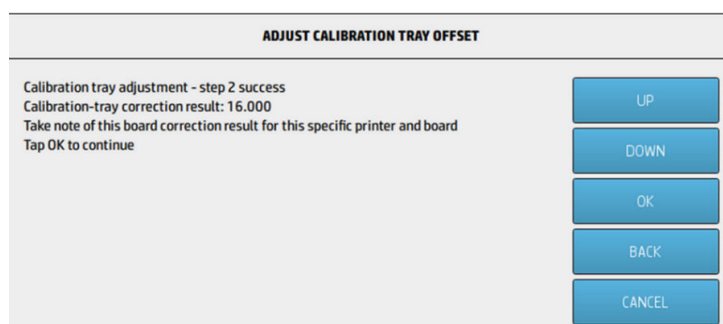 ADJUST CALIBRATION TRAY OFFSET
Calibration tray adjustment - step 2 success
Calibration-tray correction result: 16.000
Take note of this board correction result for this specific printer and board
Tap OK to continue
UP
DOWN
OK
BACK
CANCEL